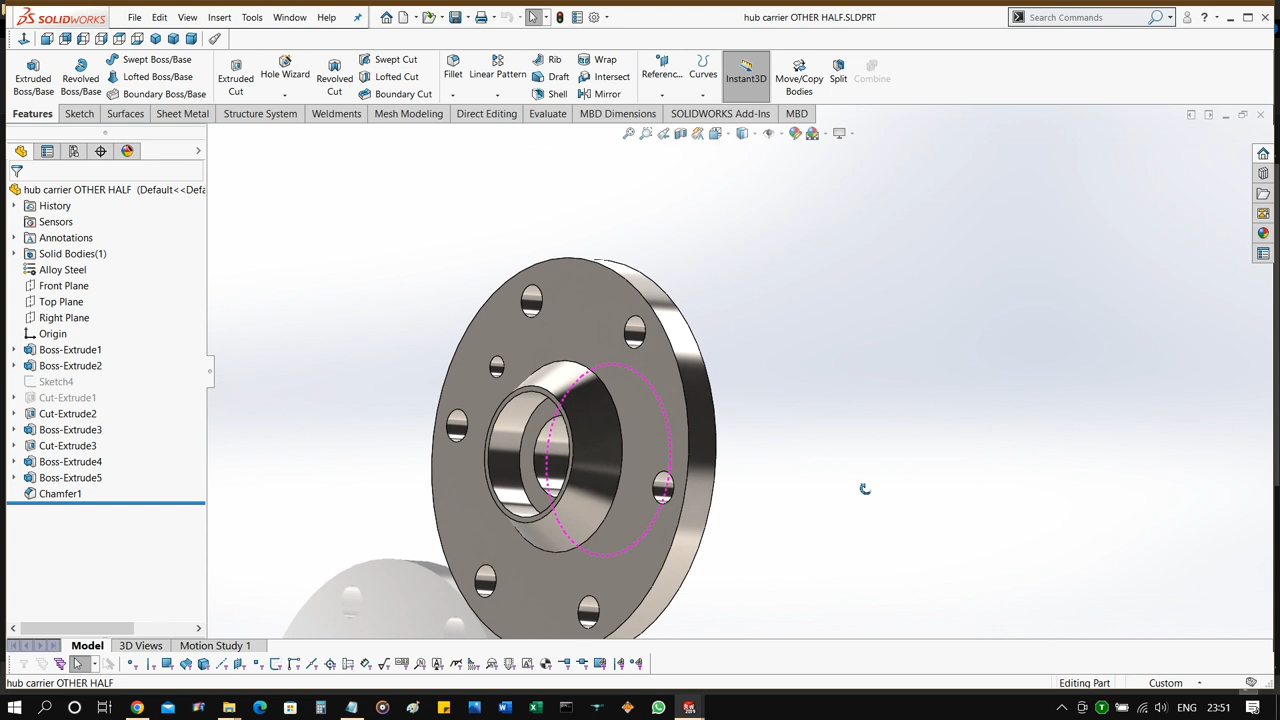 SOLIDWORKS File Edit View Insert Tools Window Help hub carrier OTHER HALF.SLDPRT Search Commands
Extruded Boss/Base Revolved Boss/Base Swept Boss/Base Lofted Boss/Base Boundary Boss/Base Extruded Cut Hole Wizard Revolved Cut Swept Cut Lofted Cut Boundary Cut Fillet Linear Pattern Rib Draft Shell Wrap Intersect Mirror Referenc... Curves Instant3D Move/Copy Bodies Split Combine
Features Sketch Surfaces Sheet Metal Structure System Weldments Mesh Modeling Direct Editing Evaluate MBD Dimensions SOLIDWORKS Add-Ins MBD
hub carrier OTHER HALF (Default<<Defa
History
Sensors
Annotations
Solid Bodies(1)
Alloy Steel
Front Plane
Top Plane
Right Plane
Origin
Boss-Extrude1
Boss-Extrude2
Sketch4
Cut-Extrude1
Cut-Extrude2
Boss-Extrude3
Cut-Extrude3
Boss-Extrude4
Boss-Extrude5
Chamfer1
Model 3D Views Motion Study 1
hub carrier OTHER HALF Editing Part Custom
ENG 23:51